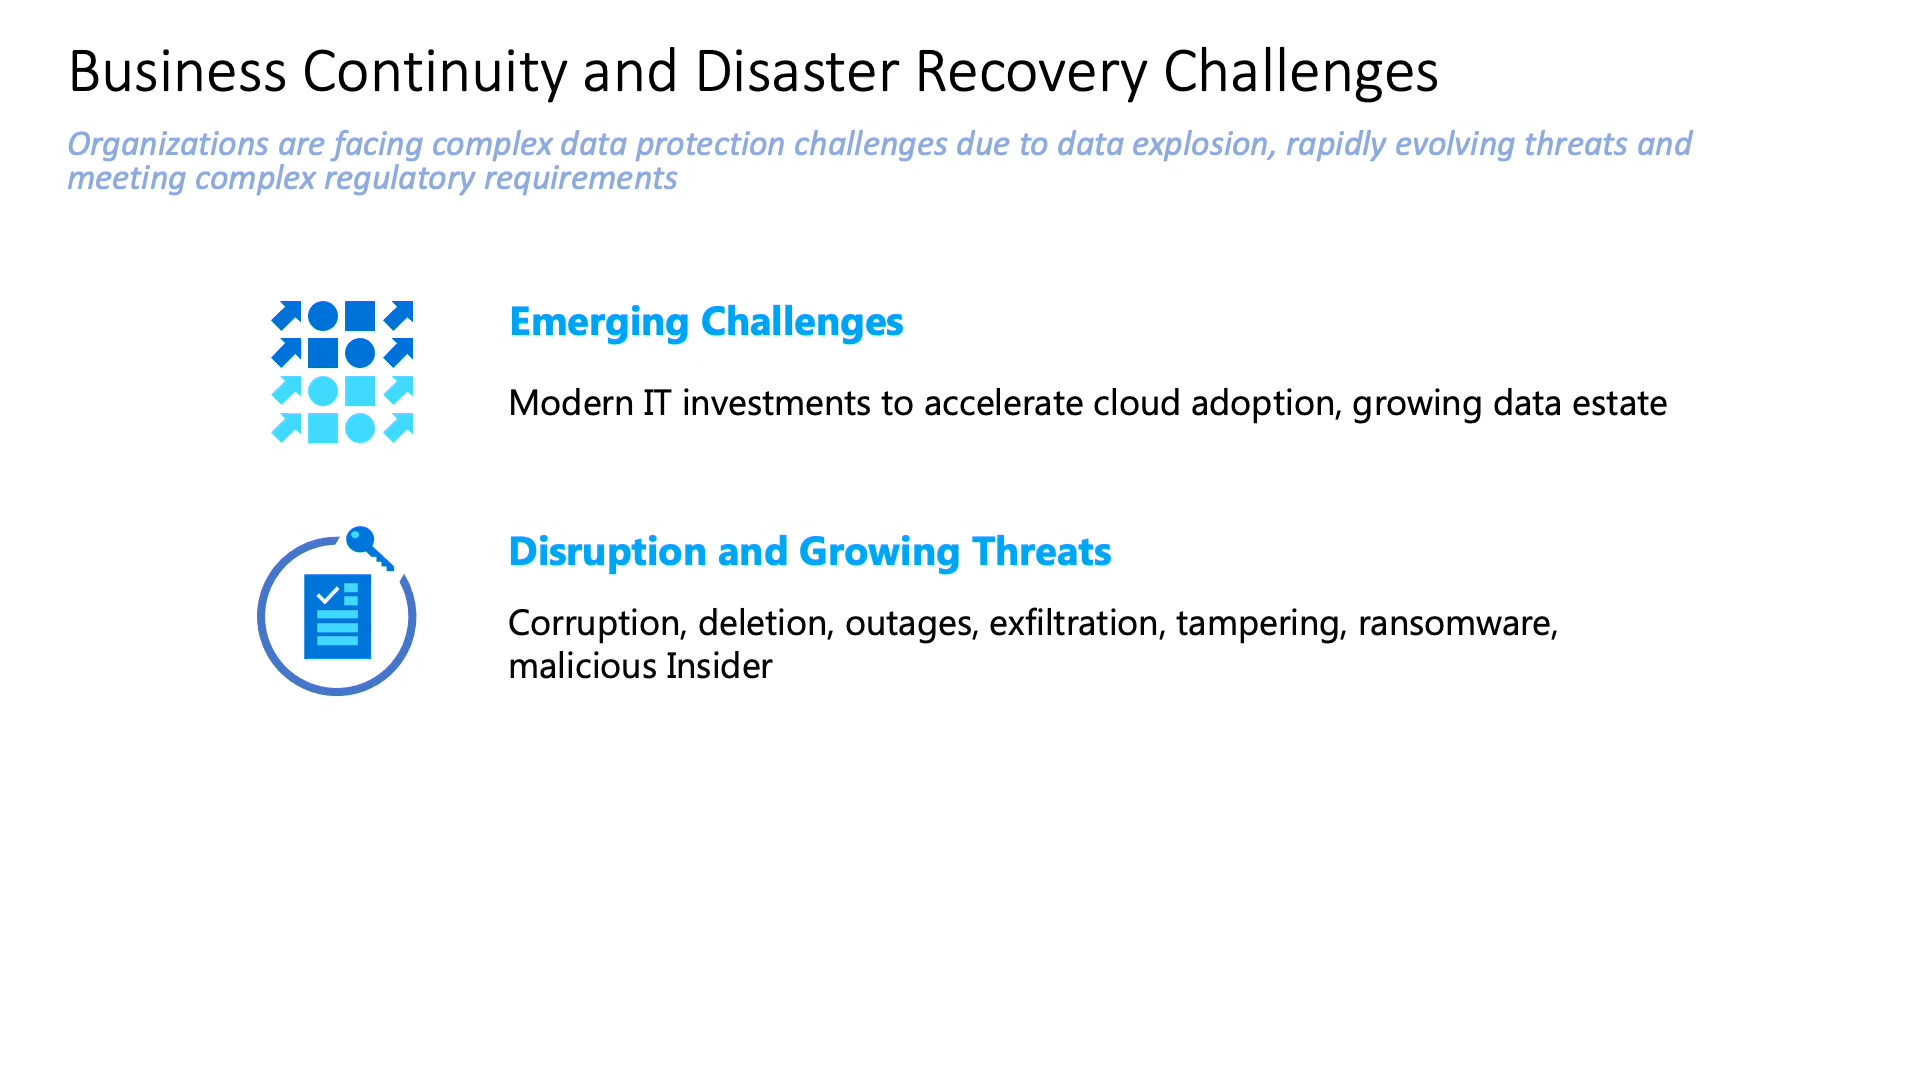 Business Continuity and Disaster Recovery Challenges
Organizations are facing complex data protection challenges due to data explosion, rapidly evolving threats and
meeting complex regulatory requirements
Emerging Challenges
Modern IT investments to accelerate cloud adoption, growing data estate
Disruption and Growing Threats
Corruption, deletion, outages, exfiltration, tampering, ransomware,
malicious Insider